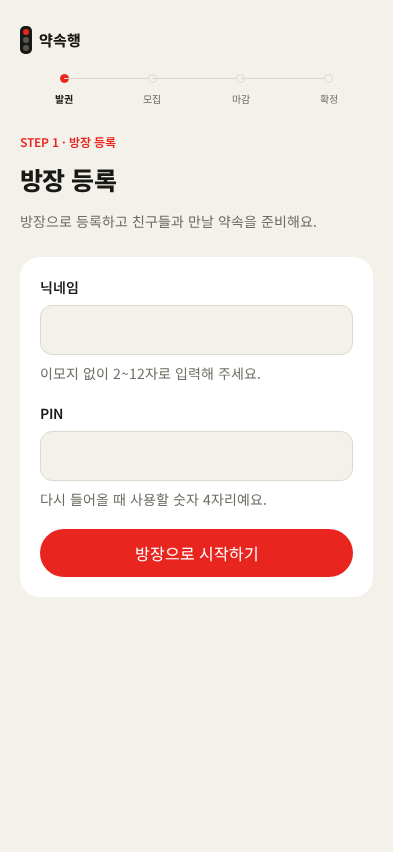 약속행
발권
모집
마감
확정
STEP 1 · 방장 등록
방장 등록
방장으로 등록하고 친구들과 만날 약속을 준비해요.
닉네임
이모지 없이 2~12자로 입력해 주세요.
PIN
다시 들어올 때 사용할 숫자 4자리예요.
방장으로 시작하기